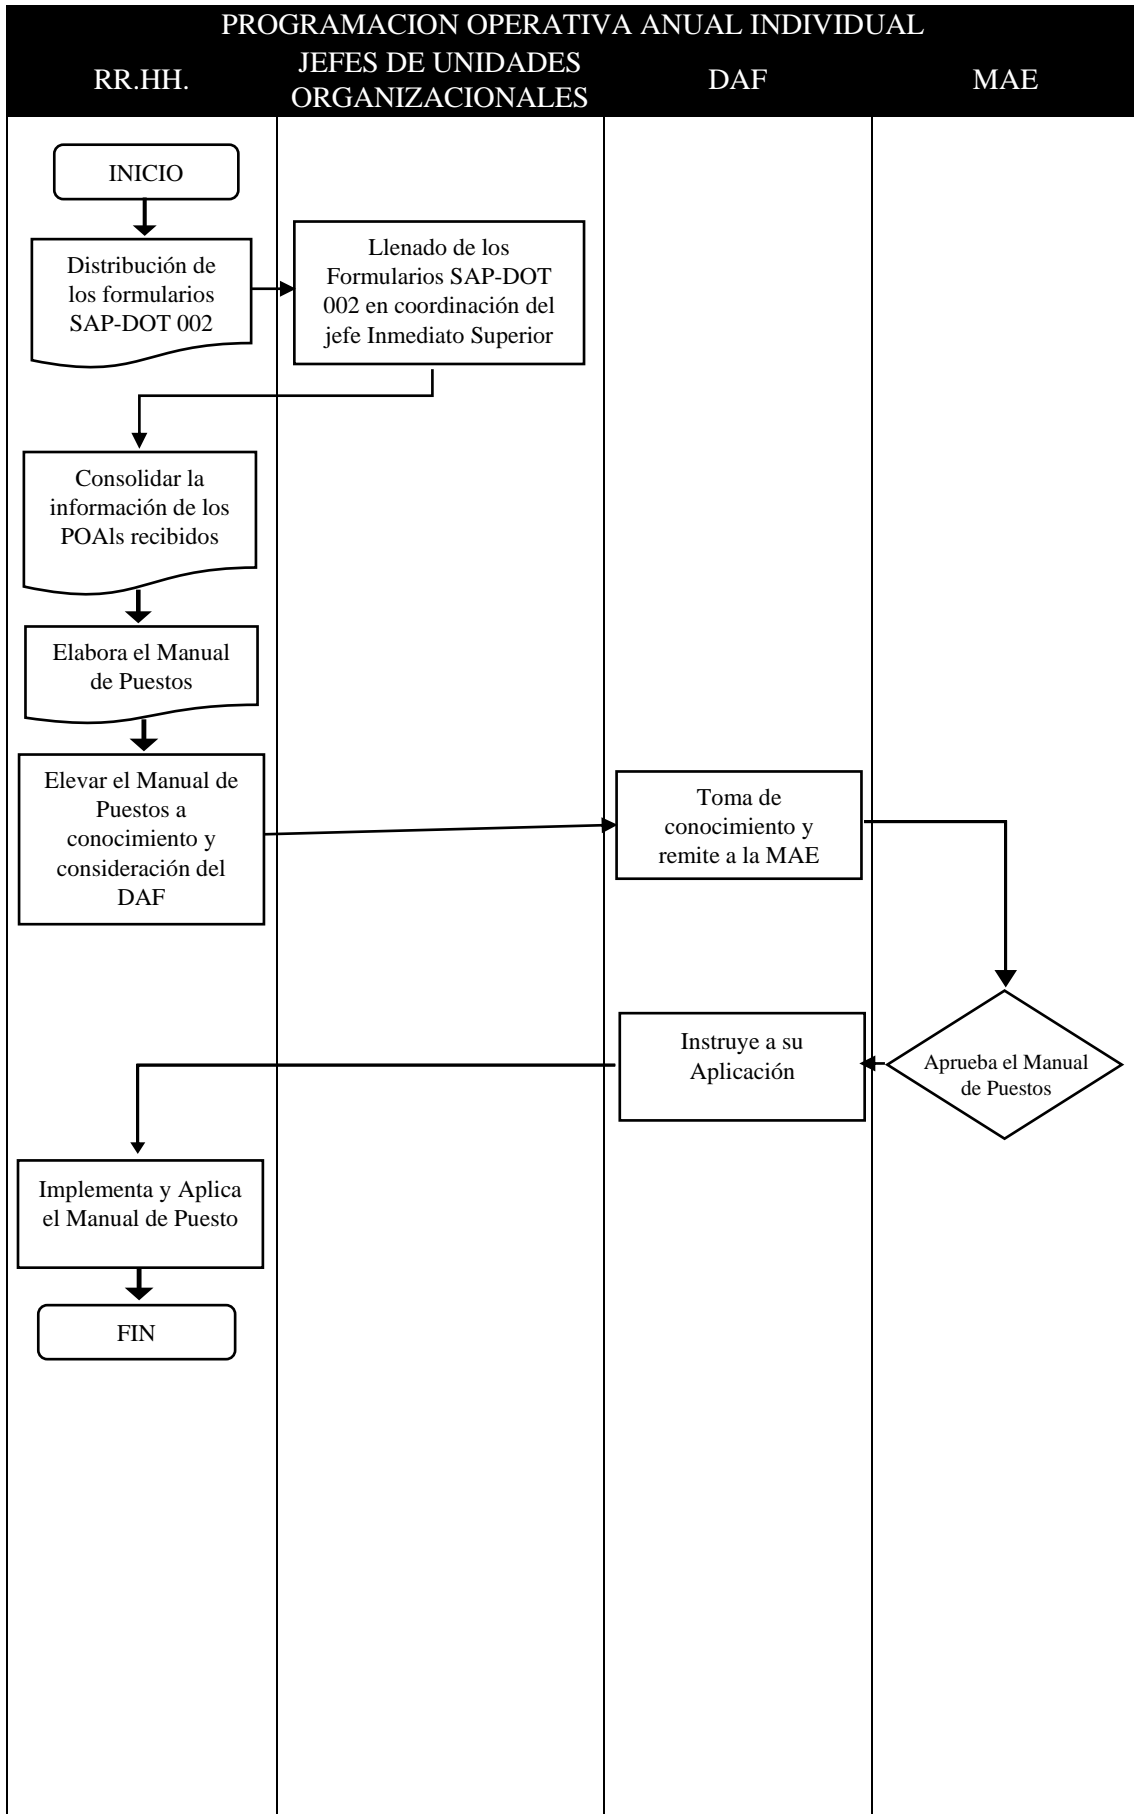 PROGRAMACION OPERATIVA ANUAL INDIVIDUAL
RR.HH.
JEFES DE UNIDADES
ORGANIZACIONALES
DAF
MAE
INICIO
Distribución de
los formularios
SAP-DOT 002
Llenado de los
Formularios SAP-DOT
002 en coordinación del
jefe Inmediato Superior
Consolidar la
información de los
POAls recibidos
Elabora el Manual
de Puestos
Elevar el Manual de
Puestos a
conocimiento y
consideración del
DAF
Toma de
conocimiento y
remite a la MAE
Aprueba el Manual
de Puestos
Instruye a su
Aplicación
Implementa y Aplica
el Manual de Puesto
FIN